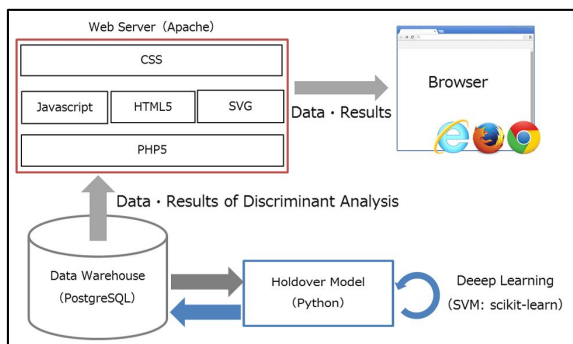 Web Server（Apache）
CSS
Javascript
HTML5
SVG
PHP5
Browser
Data・Results
Data・Results of Discriminant Analysis
Data Warehouse
（PostgreSQL）
Holdover Model
（Python）
Deeep Learning
（SVM: scikit-learn）